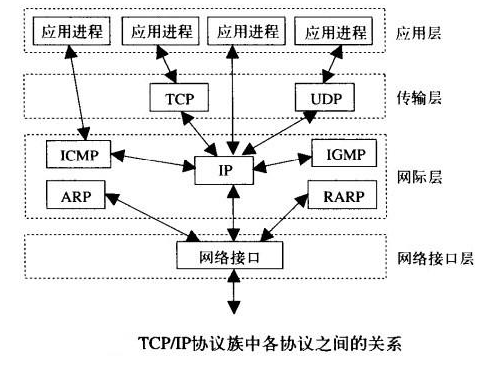 应用进程 应用进程 应用进程 应用进程 应用层
TCP UDP 传输层
ICMP IP IGMP
ARP RARP 网际层
网络接口 网络接口层
TCP/IP协议族中各协议之间的关系